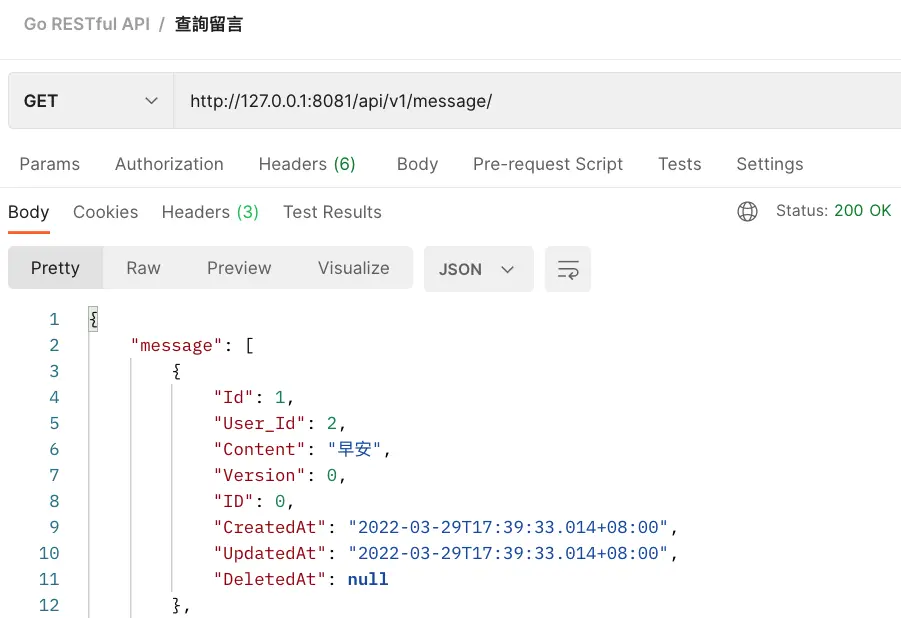 Go RESTful API / 查詢留言
GET http://127.0.0.1:8081/api/v1/message/
Params Authorization Headers (6) Body Pre-request Script Tests Settings
Body Cookies Headers (3) Test Results Status: 200 OK
Pretty Raw Preview Visualize JSON
1 {
2 "message": [
3 {
4 "Id": 1,
5 "User_Id": 2,
6 "Content": "早安",
7 "Version": 0,
8 "ID": 0,
9 "CreatedAt": "2022-03-29T17:39:33.014+08:00",
10 "UpdatedAt": "2022-03-29T17:39:33.014+08:00",
11 "DeletedAt": null
12 },